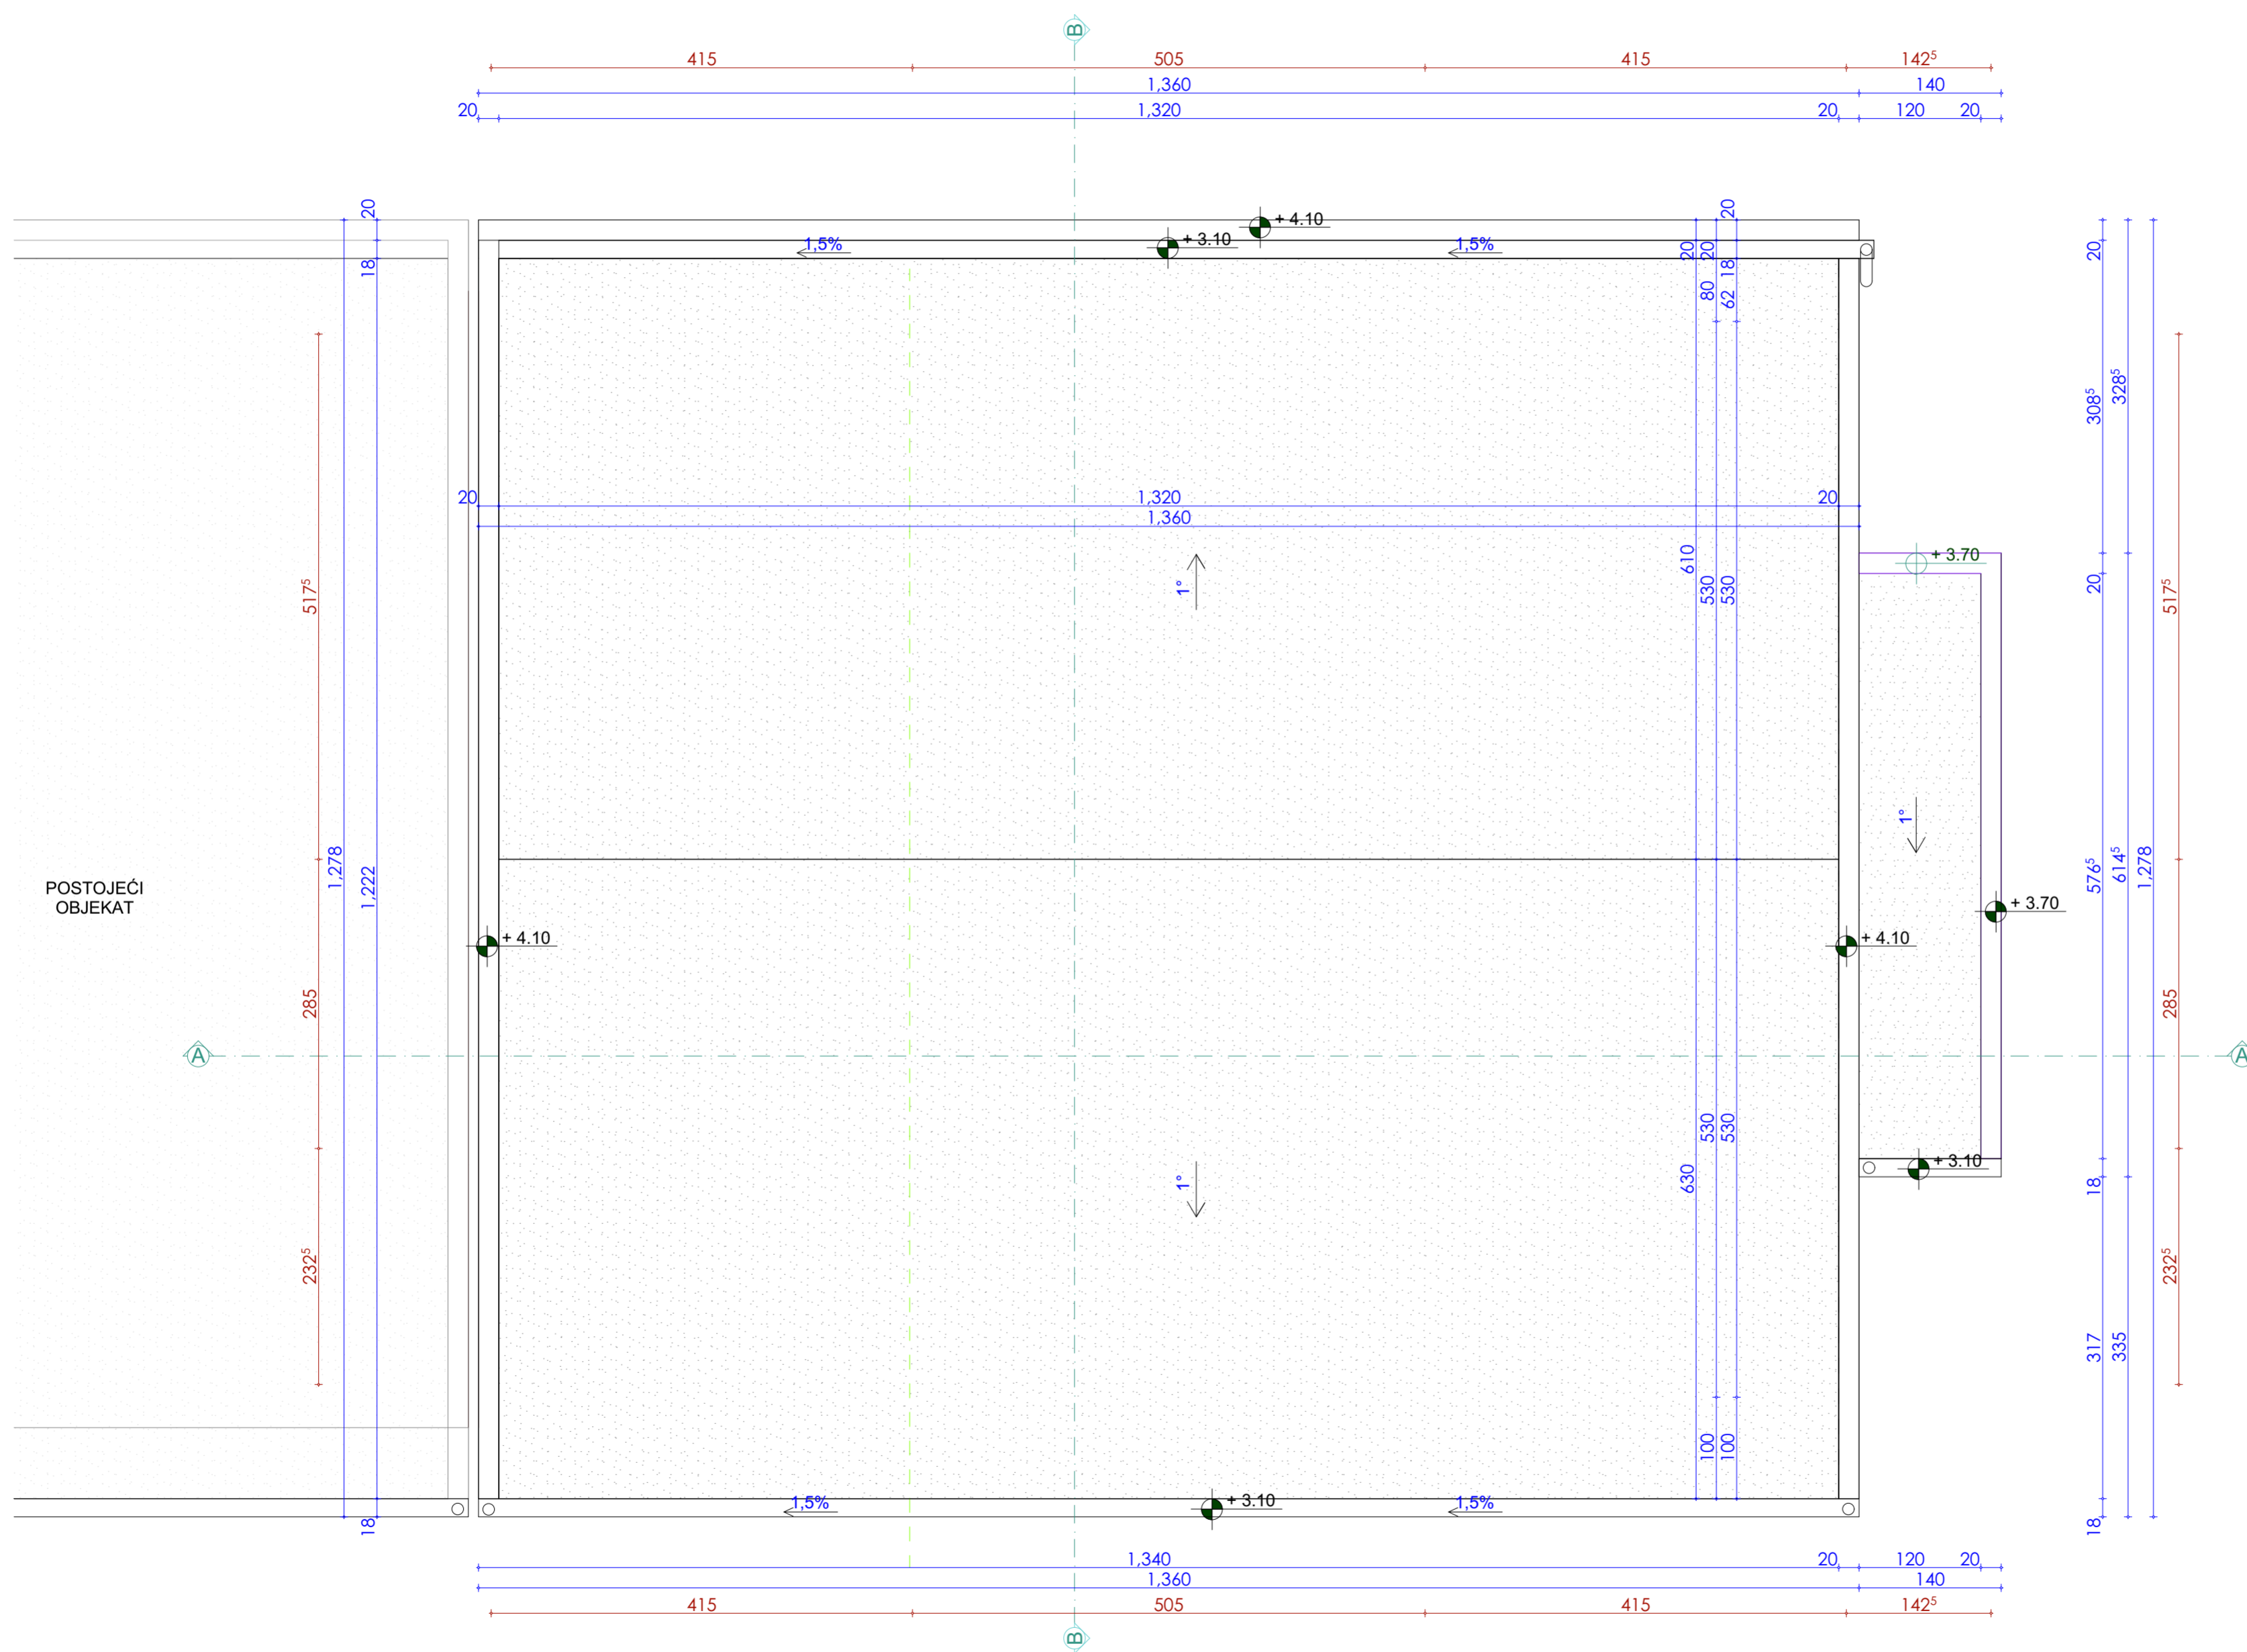 B
415 505 415 142⁵
1,360 140
20 1,320 20 120 20
20 20
+ 4.10
1,5% + 3.10 1,5% 20 20 20
18 18
80 62
308⁵ 328⁵
20 1,320 20
1,360
610
+ 3.70
517⁵ 1° 530 530 20 517⁵
1°
1,278 1,222 576⁵ 614⁵ 1,278
POSTOJEĆI
OBJEKAT
+ 3.70
+ 4.10 + 4.10
285 285
A A
530 530
+ 3.10
630 1° 18
232⁵ 232⁵
317 335
100 100
1,5% + 3.10 1,5%
18 18
1,340 20 120 20
1,360 140
415 505 415 142⁵
B